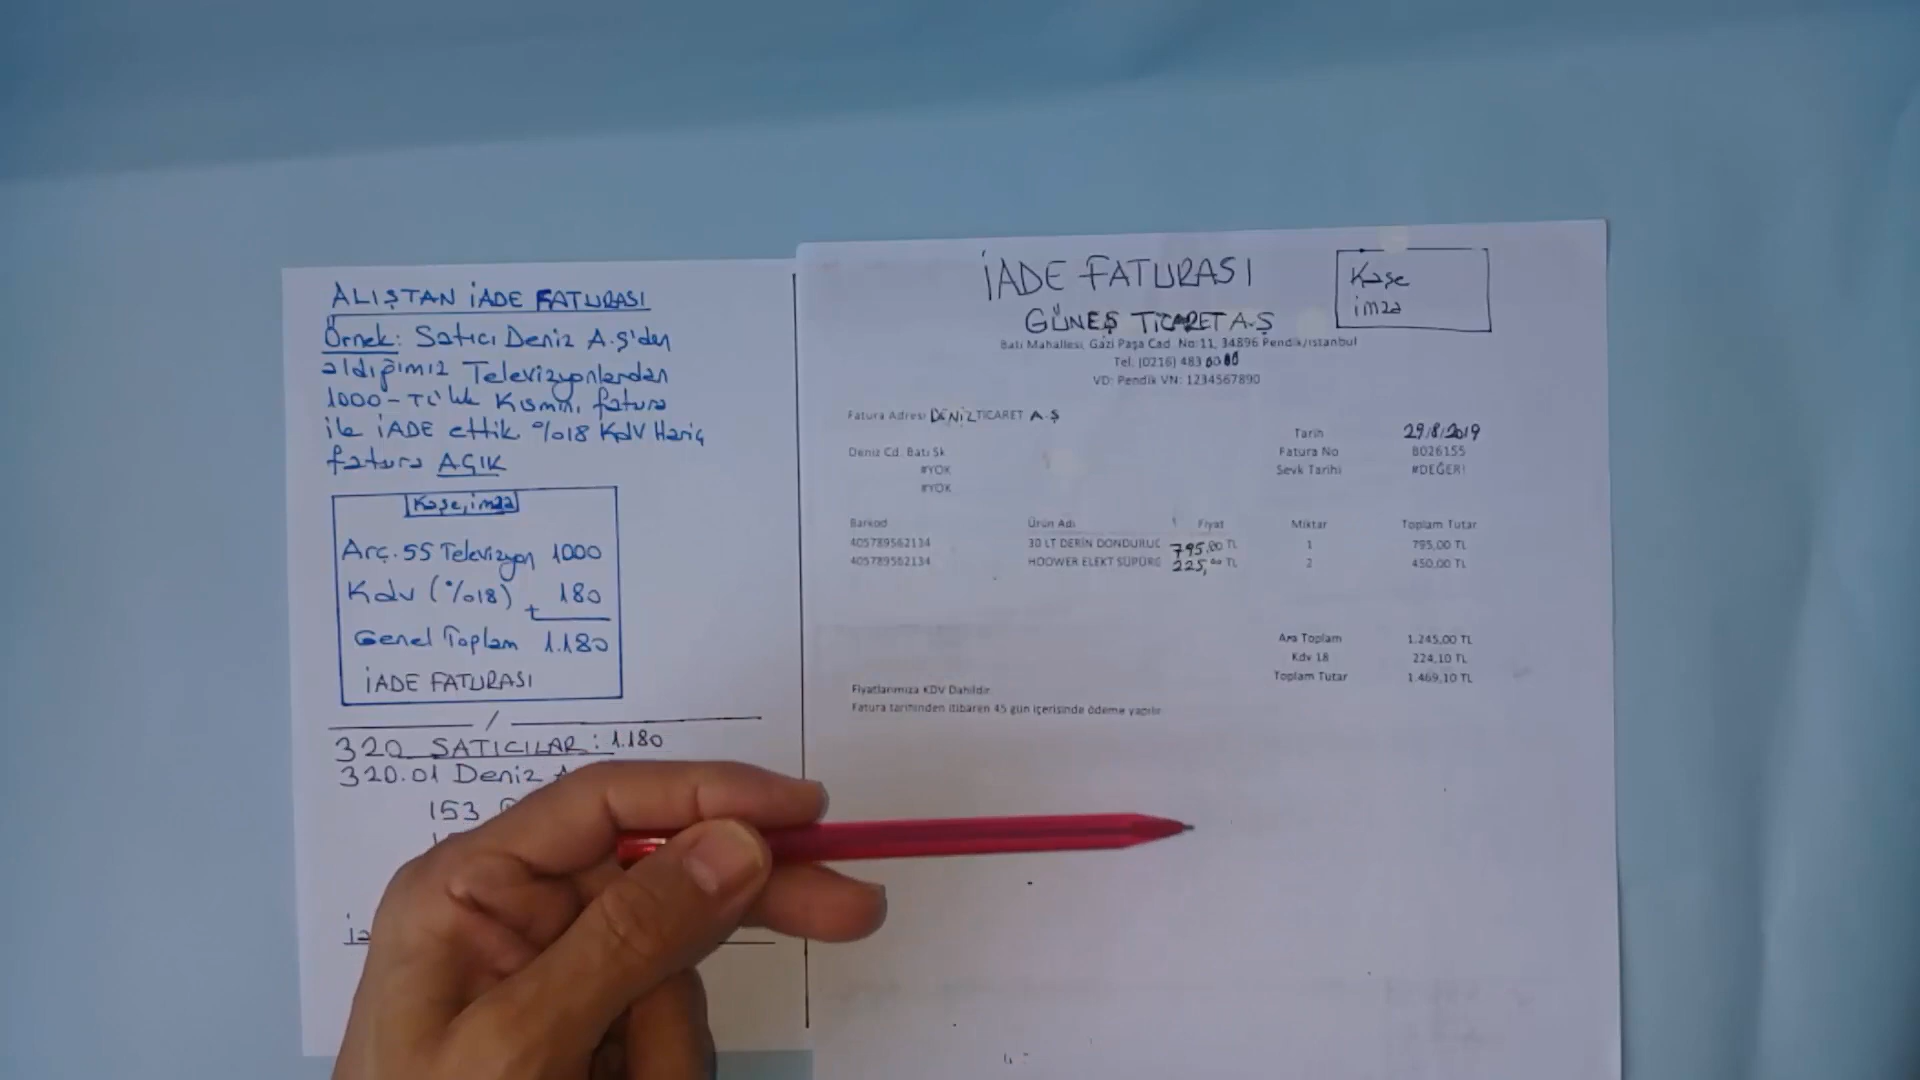 ALIŞTAN İADE FATURASI
Örnek: Satıcı Deniz A.Ş'den
aldığımız Televizyonlardan
1000-TL'lik Kısmını fatura
ile İADE ettik %018 KDV Hariç
fatura AÇIK
Kaşe, imza
Arç. 55 Televizyon 1000
Kdv (%018) + 180
Genel Toplam 1.180
İADE FATURASI
/
320 SATICILAR : 1.180
320.01 Deniz
153
İADE FATURASI
Kaşe
imza
GÜNEŞ TİCARET A.Ş
Batı Mahallesi, Gazi Paşa Cad. No:11, 34896 Pendik/İstanbul
Tel: (0216) 483 00 00
VD: Pendik VN: 1234567890
Fatura Adresi DENİZ TİCARET A.Ş
Deniz Cd. Batı Sk
#YOK
#YOK
Tarih 29/8/2019
Fatura No B026155
Sevk Tarihi #DEĞER!
Barkod Ürün Adı Fiyat Miktar Toplam Tutar
405789562134 30 LT DERİN DONDURUC 795,00 TL 1 795,00 TL
405789562134 HOOWER ELEKT SÜPÜRG 225,00 TL 2 450,00 TL
Ara Toplam 1.245,00 TL
Kdv 18 224,10 TL
Toplam Tutar 1.469,10 TL
Fiyatlarımıza KDV Dahildir
Fatura tarihinden itibaren 45 gün içerisinde ödeme yapılır